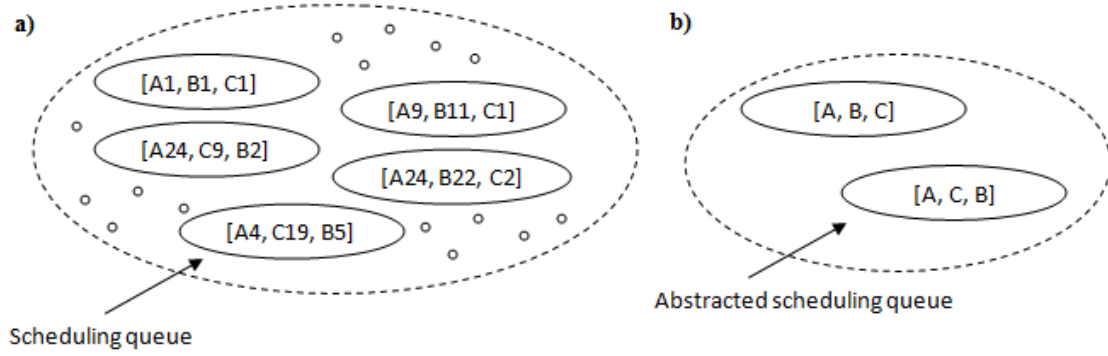 a)
[A1, B1, C1]
[A9, B11, C1]
[A24, C9, B2]
[A24, B22, C2]
[A4, C19, B5]
Scheduling queue
b)
[A, B, C]
[A, C, B]
Abstracted scheduling queue